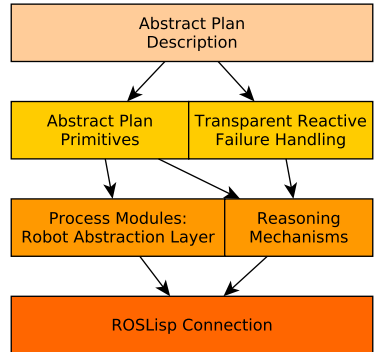 Abstract Plan
Description
Abstract Plan
Primitives
Transparent Reactive
Failure Handling
Process Modules:
Robot Abstraction Layer
Reasoning
Mechanisms
ROSLisp Connection